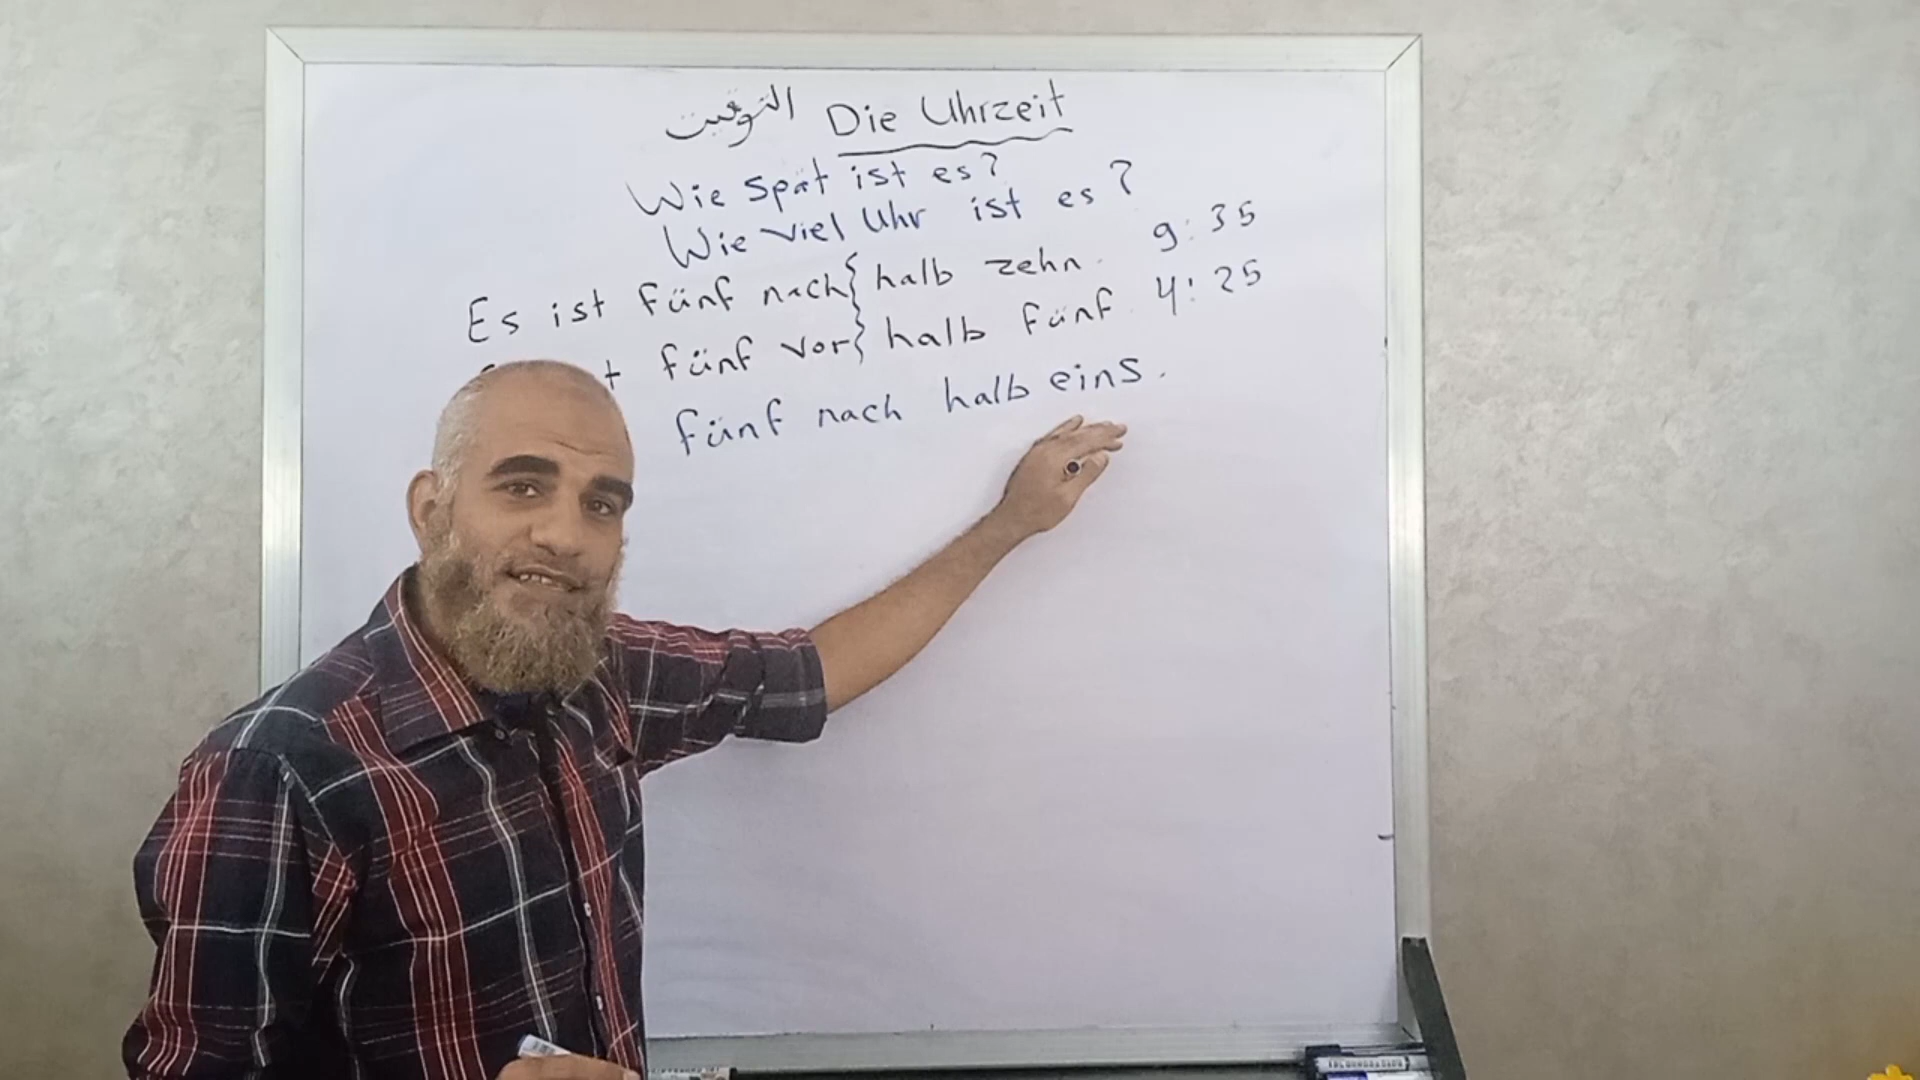 التوقيت Die Uhrzeit
Wie spät ist es?
Wie viel Uhr ist es?
Es ist fünf nach { halb zehn. 9:35
t fünf vor } halb fünf 4:25
fünf nach halb eins.